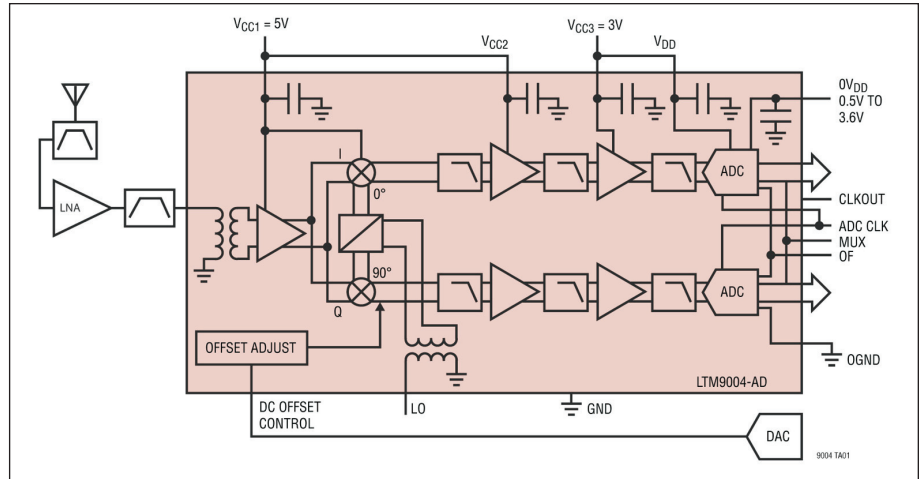 VCC1 = 5V
VCC2
VCC3 = 3V
VDD
0VDD
0.5V TO
3.6V
LNA
I
0°
90°
Q
ADC
ADC
CLKOUT
ADC CLK
MUX
OF
OGND
OFFSET ADJUST
LTM9004-AD
DC OFFSET
CONTROL
LO
GND
DAC
9004 TA01